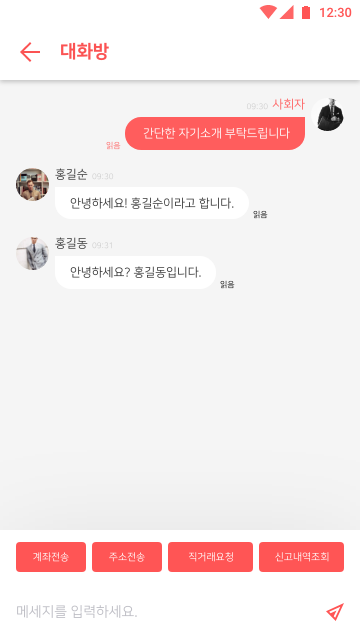 12:30
대화방
09:30 사회자
간단한 자기소개 부탁드립니다
읽음
홍길순 09:30
안녕하세요! 홍길순이라고 합니다.
읽음
홍길동 09:31
안녕하세요? 홍길동입니다.
읽음
계좌전송 주소전송 직거래요청 신고내역조회
메세지를 입력하세요.